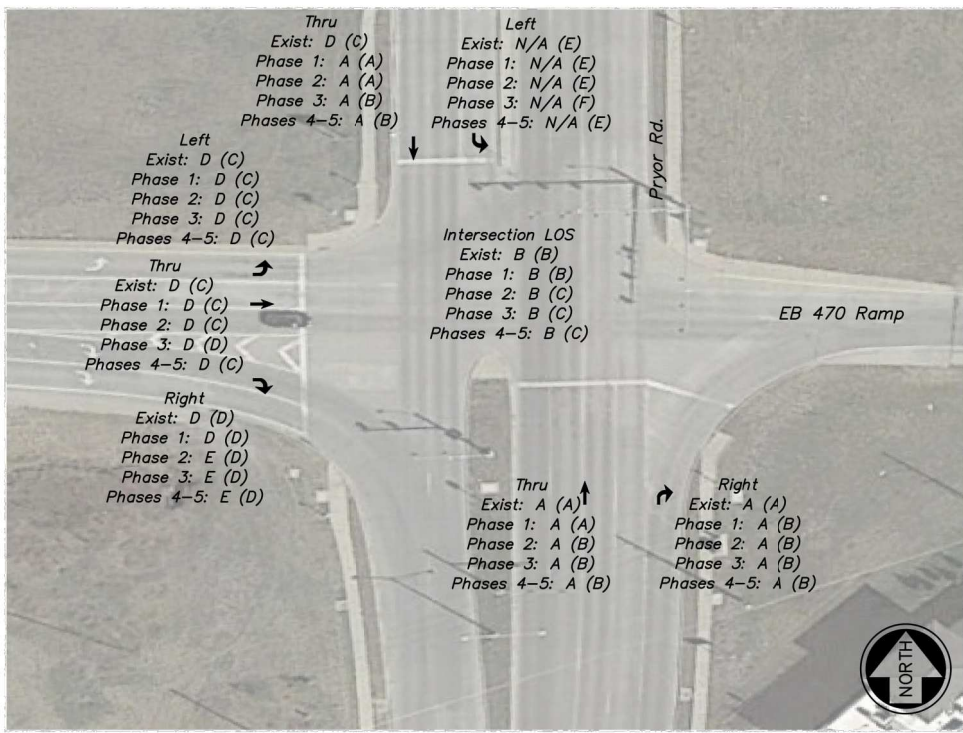 Thru
Exist: D (C)
Phase 1: A (A)
Phase 2: A (A)
Phase 3: A (B)
Phases 4-5: A (B)
Left
Exist: N/A (E)
Phase 1: N/A (E)
Phase 2: N/A (E)
Phase 3: N/A (F)
Phases 4-5: N/A (E)
Pryor Rd.
Left
Exist: D (C)
Phase 1: D (C)
Phase 2: D (C)
Phase 3: D (C)
Phases 4-5: D (C)
Thru
Exist: D (C)
Phase 1: D (C)
Phase 2: D (C)
Phase 3: D (D)
Phases 4-5: D (C)
Right
Exist: D (D)
Phase 1: D (D)
Phase 2: E (D)
Phase 3: E (D)
Phases 4-5: E (D)
Intersection LOS
Exist: B (B)
Phase 1: B (B)
Phase 2: B (C)
Phase 3: B (C)
Phases 4-5: B (C)
EB 470 Ramp
Thru
Exist: A (A)
Phase 1: A (A)
Phase 2: A (B)
Phase 3: A (B)
Phases 4-5: A (B)
Right
Exist: A (A)
Phase 1: A (B)
Phase 2: A (B)
Phase 3: A (B)
Phases 4-5: A (B)
NORTH